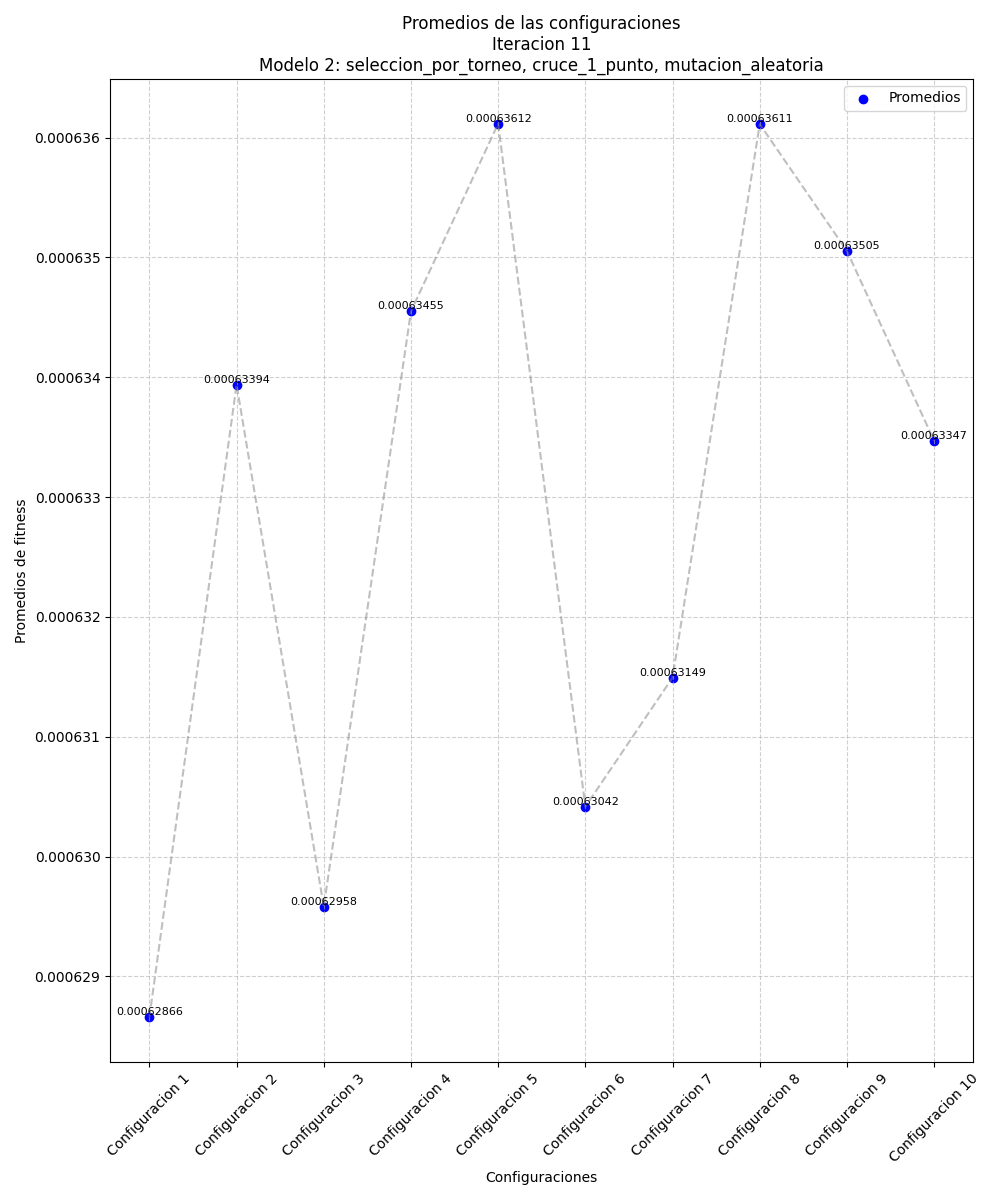 Promedios de las configuraciones
Iteracion 11
Modelo 2: seleccion_por_torneo, cruce_1_punto, mutacion_aleatoria
Promedios
0.000636
0.000635
0.000634
0.000633
0.000632
0.000631
0.000630
0.000629
Promedios de fitness
0.00062866
0.00063394
0.00062958
0.00063455
0.00063612
0.00063042
0.00063149
0.00063611
0.00063505
0.00063347
Configuracion 1
Configuracion 2
Configuracion 3
Configuracion 4
Configuracion 5
Configuracion 6
Configuracion 7
Configuracion 8
Configuracion 9
Configuracion 10
Configuraciones